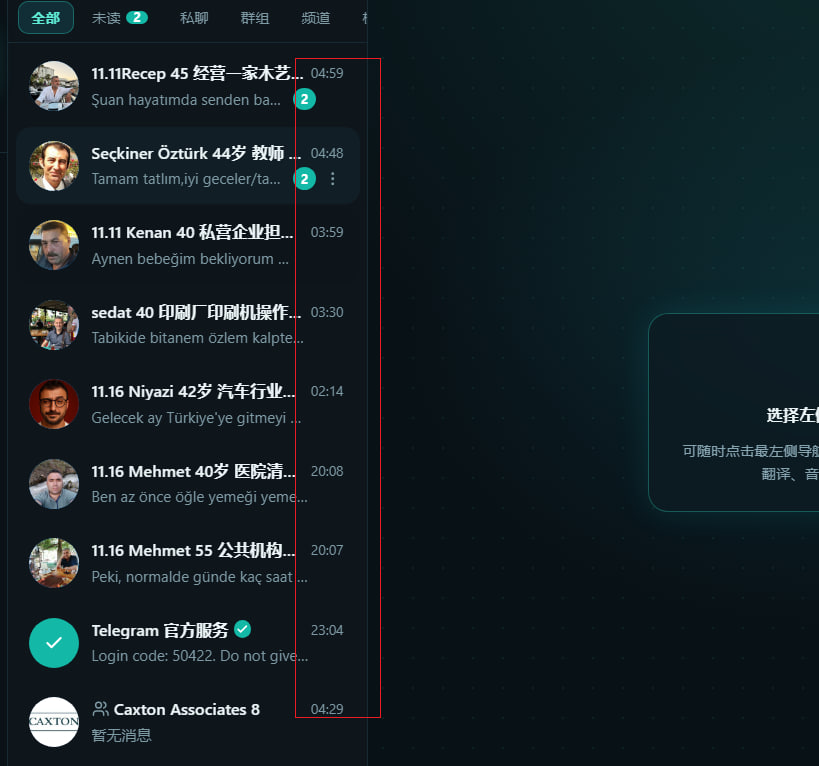 全部
未读 2
私聊
群组
频道
11.11Recep 45 经营一家木艺... 04:59
Şuan hayatımda senden ba... 2
Seçkiner Öztürk 44岁 教师 ... 04:48
Tamam tatlım,iyi geceler/ta... 2
11.11 Kenan 40 私营企业担... 03:59
Aynen bebeğim bekliyorum ...
sedat 40 印刷厂印刷机操作... 03:30
Tabikide bitanem özlem kalpte...
11.16 Niyazi 42岁 汽车行业... 02:14
Gelecek ay Türkiye'ye gitmeyi ...
11.16 Mehmet 40岁 医院清... 20:08
Ben az önce öğle yemeği yeme...
11.16 Mehmet 55 公共机构... 20:07
Peki, normalde günde kaç saat ...
Telegram 官方服务 23:04
Login code: 50422. Do not give...
CAXTON
Caxton Associates 8 04:29
暂无消息
选择左
可随时点击最左侧导
翻译、音